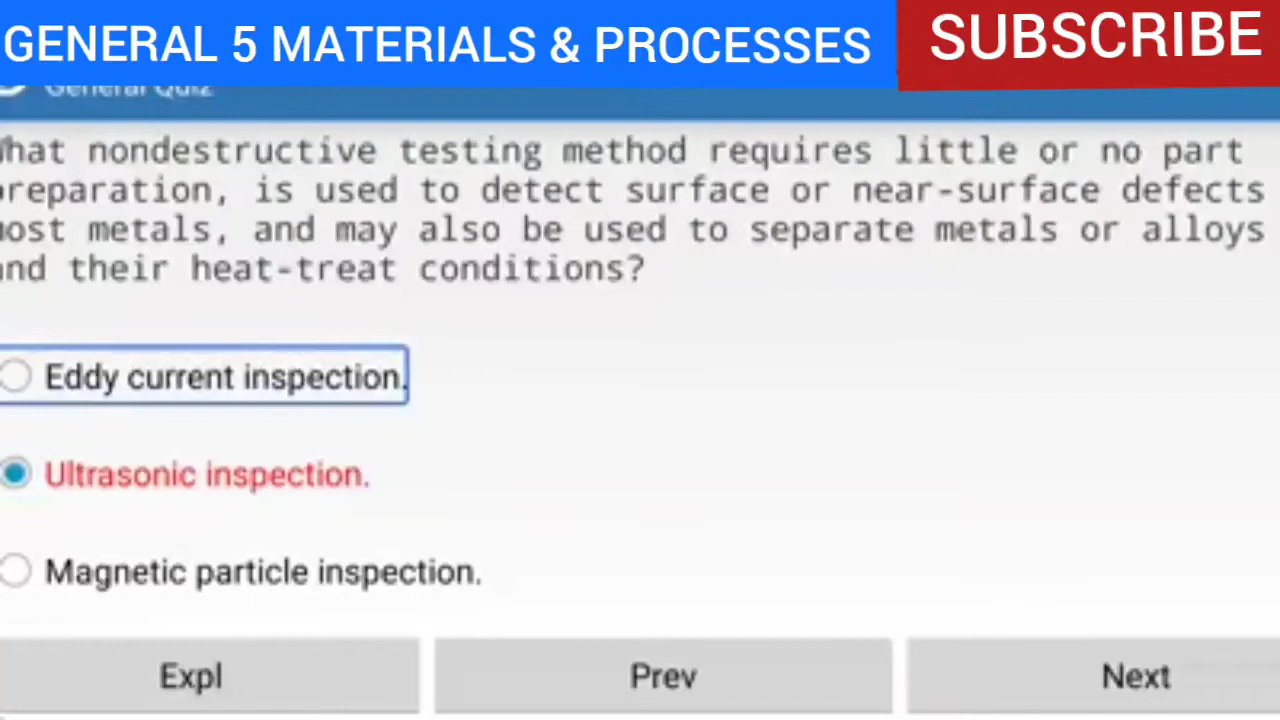 GENERAL 5 MATERIALS & PROCESSES
SUBSCRIBE
General Quiz
hat nondestructive testing method requires little or no part
reparation, is used to detect surface or near-surface defects
ost metals, and may also be used to separate metals or alloys
nd their heat-treat conditions?
Eddy current inspection.
Ultrasonic inspection.
Magnetic particle inspection.
Expl
Prev
Next